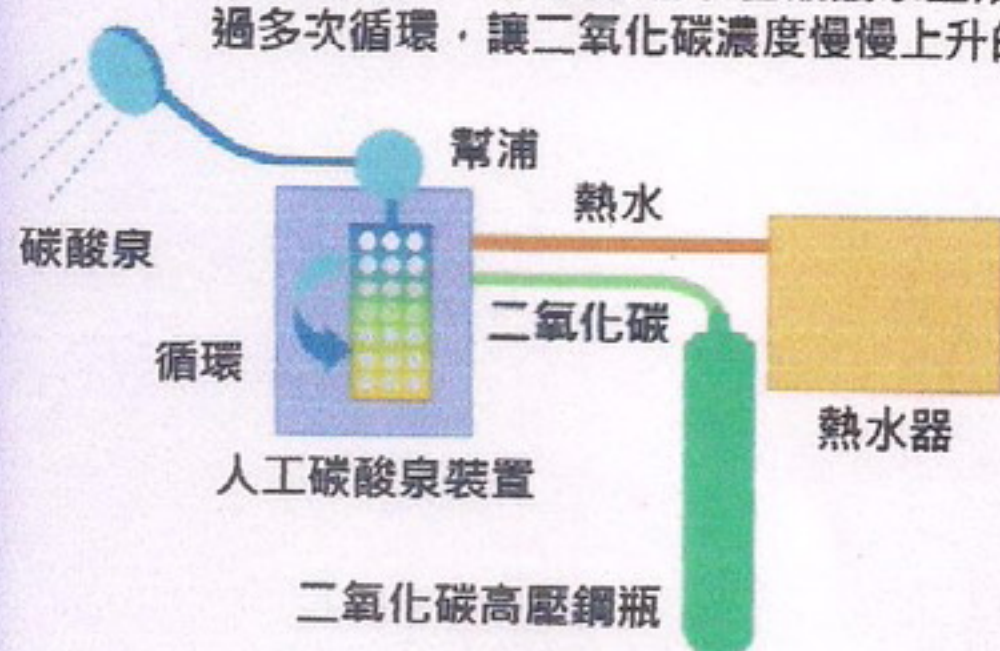 過多次循環，讓二氧化碳濃度慢慢上升
幫浦
熱水
碳酸泉
二氧化碳
循環
熱水器
人工碳酸泉裝置
二氧化碳高壓鋼瓶